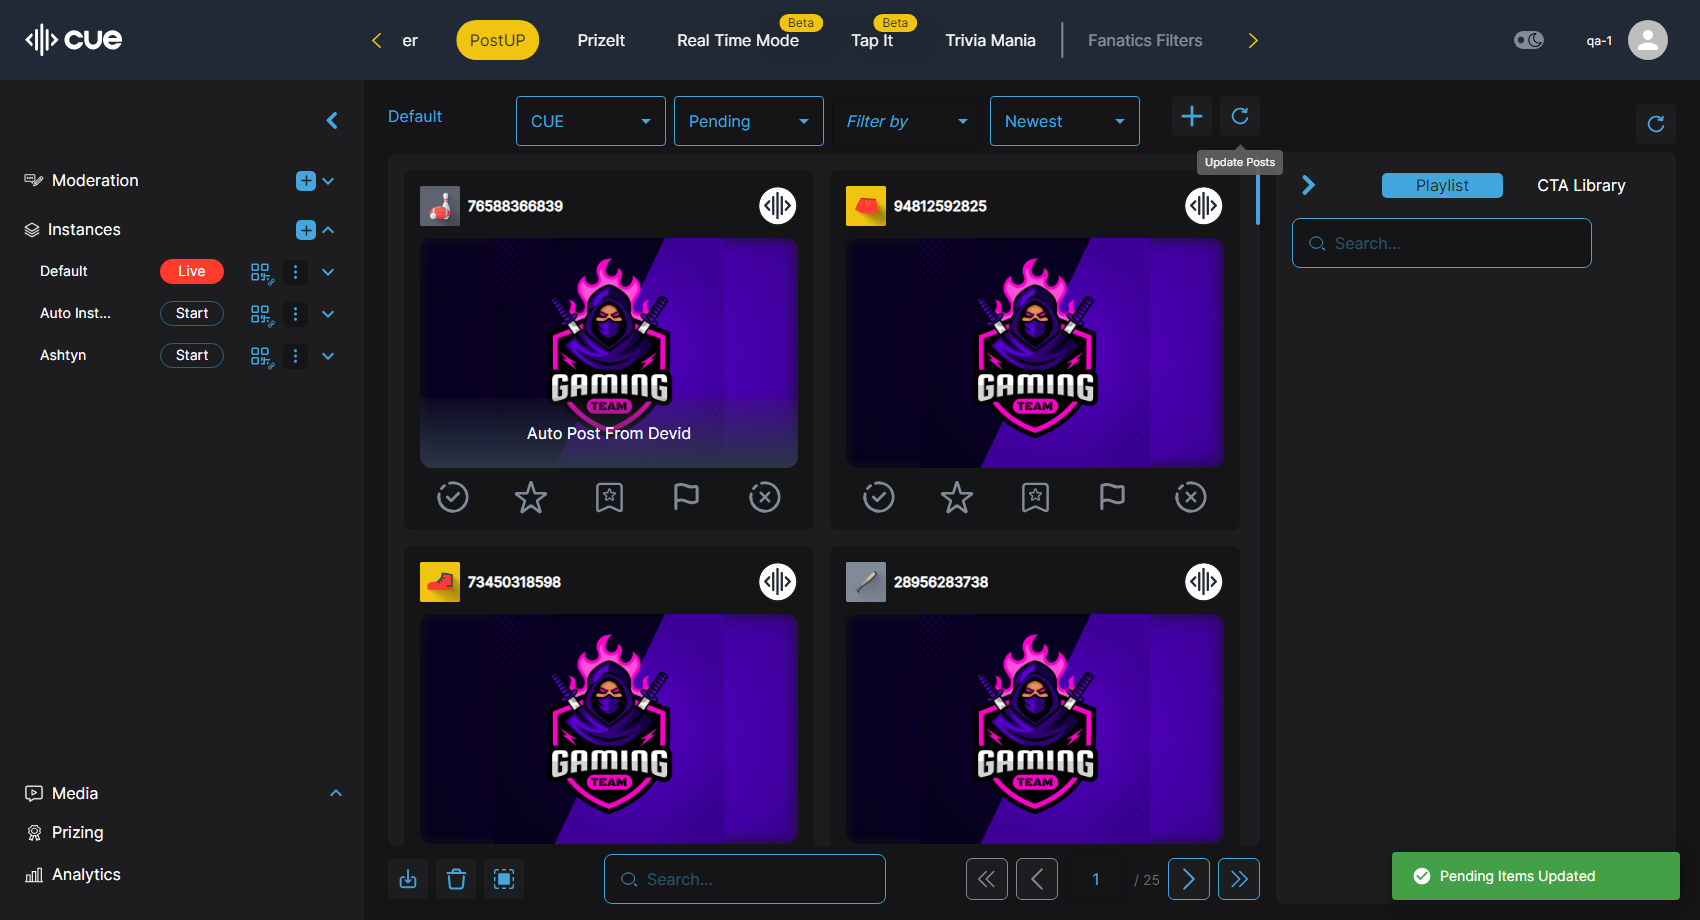 cue
er
PostUP
PrizeIt
Real Time Mode
Beta
Tap It
Beta
Trivia Mania
Fanatics Filters
qa-1
Default
CUE
Pending
Filter by
Newest
Update Posts
Moderation
Instances
Default
Live
Auto Inst...
Start
Ashtyn
Start
Media
Prizing
Analytics
76588366839
GAMING
TEAM
Auto Post From Devid
94812592825
GAMING
TEAM
73450318598
GAMING
TEAM
28956283738
GAMING
TEAM
Search...
1
/ 25
Playlist
CTA Library
Search...
Pending Items Updated